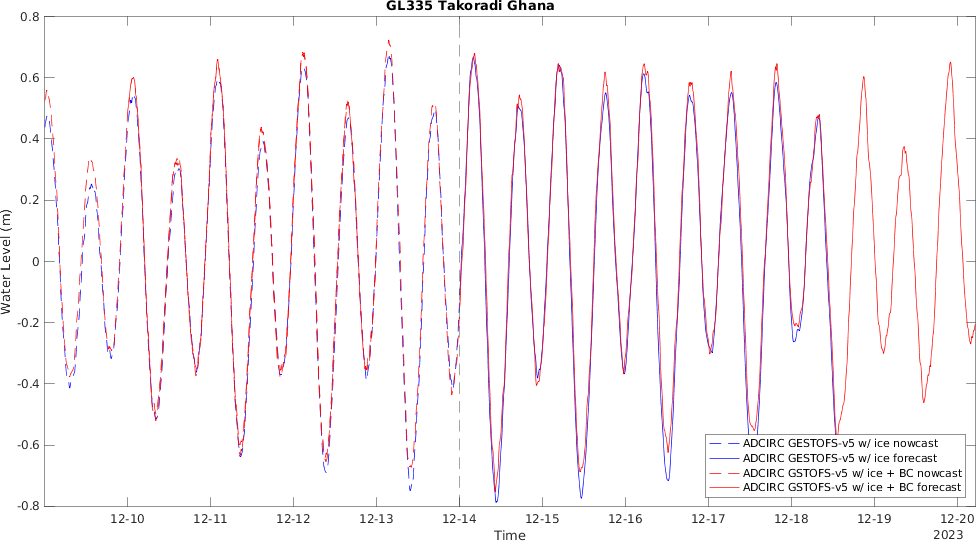 GL335 Takoradi Ghana
0.8
0.6
0.4
0.2
0
-0.2
-0.4
-0.6
-0.8
Water Level (m)
ADCIRC GESTOFS-v5 w/ ice nowcast
ADCIRC GESTOFS-v5 w/ ice forecast
ADCIRC GSTOFS-v5 w/ ice + BC nowcast
ADCIRC GSTOFS-v5 w/ ice + BC forecast
12-10 12-11 12-12 12-13 12-14 12-15 12-16 12-17 12-18 12-19 12-20
Time
2023